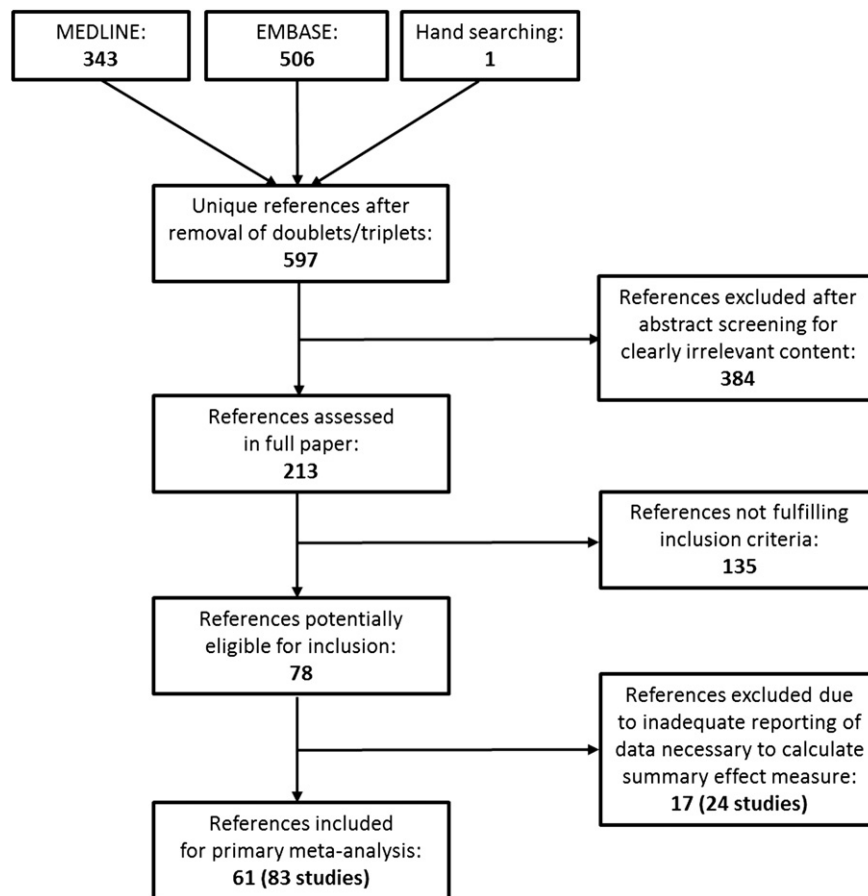 MEDLINE:
343
EMBASE:
506
Hand searching:
1
Unique references after
removal of doublets/triplets:
597
References excluded after
abstract screening for
clearly irrelevant content:
384
References assessed
in full paper:
213
References not fulfilling
inclusion criteria:
135
References potentially
eligible for inclusion:
78
References excluded due
to inadequate reporting of
data necessary to calculate
summary effect measure:
17 (24 studies)
References included
for primary meta-analysis:
61 (83 studies)